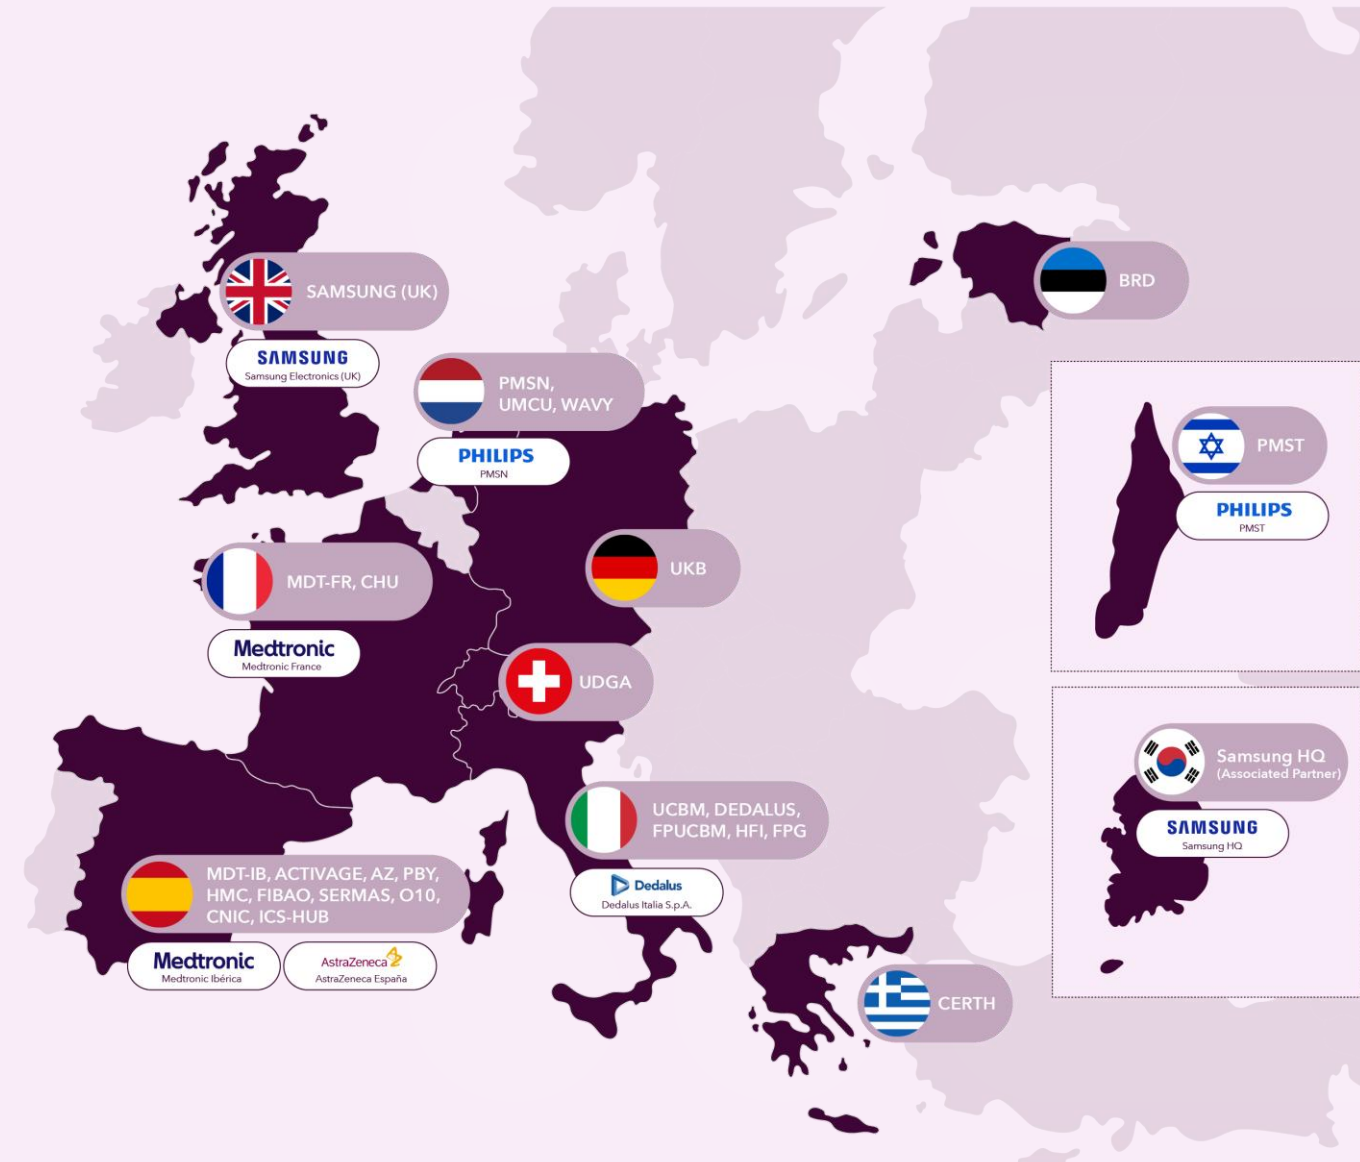 SAMSUNG (UK)
SAMSUNG
Samsung Electronics (UK)
BRD
PMSN,
UMCU, WAVY
PHILIPS
PMSN
PMST
PHILIPS
PMST
MDT-FR, CHU
Medtronic
Medtronic France
UKB
UDGA
Samsung HQ
(Associated Partner)
SAMSUNG
Samsung HQ
UCBM, DEDALUS,
FPUCBM, HFI, FPG
Dedalus
Dedalus Italia S.p.A.
MDT-IB, ACTIVAGE, AZ, PBY,
HMC, FIBAO, SERMAS, O10,
CNIC, ICS-HUB
Medtronic
Medtronic Ibérica
AstraZeneca
AstraZeneca España
CERTH